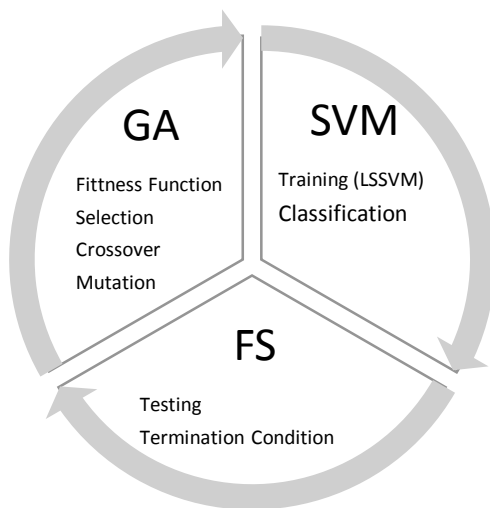 GA
Fittness Function
Selection
Crossover
Mutation
SVM
Training (LSSVM)
Classification
FS
Testing
Termination Condition